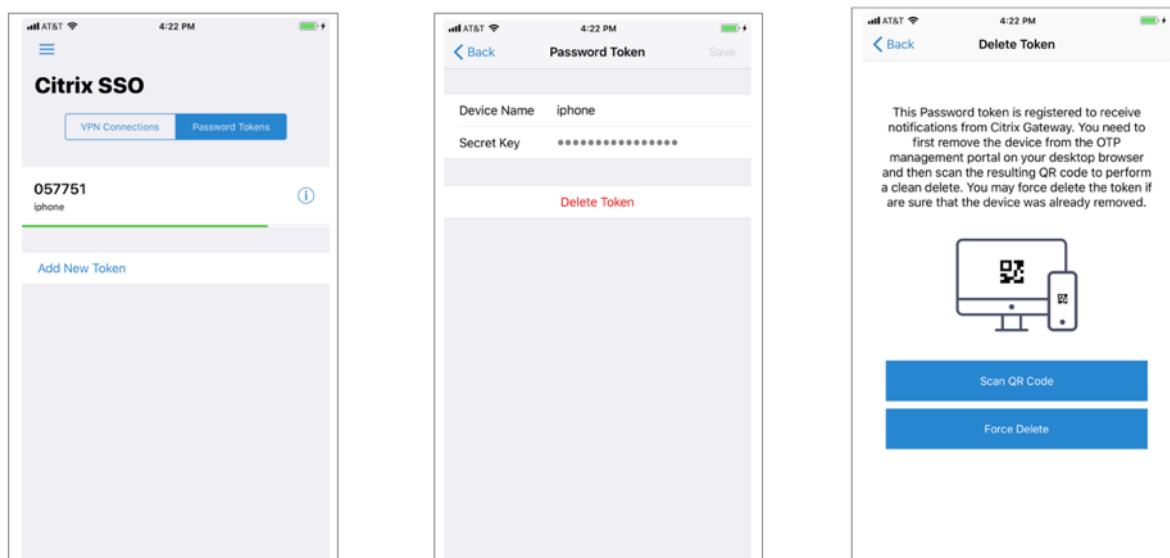 AT&T 4:22 PM
Citrix SSO
VPN Connections Password Tokens
057751
iphone
Add New Token
AT&T 4:22 PM
Back Password Token Save
Device Name iphone
Secret Key ••••••••••••••••
Delete Token
AT&T 4:22 PM
Back Delete Token
This Password token is registered to receive
notifications from Citrix Gateway. You need to
first remove the device from the OTP
management portal on your desktop browser
and then scan the resulting QR code to perform
a clean delete. You may force delete the token if
are sure that the device was already removed.
Scan QR Code
Force Delete